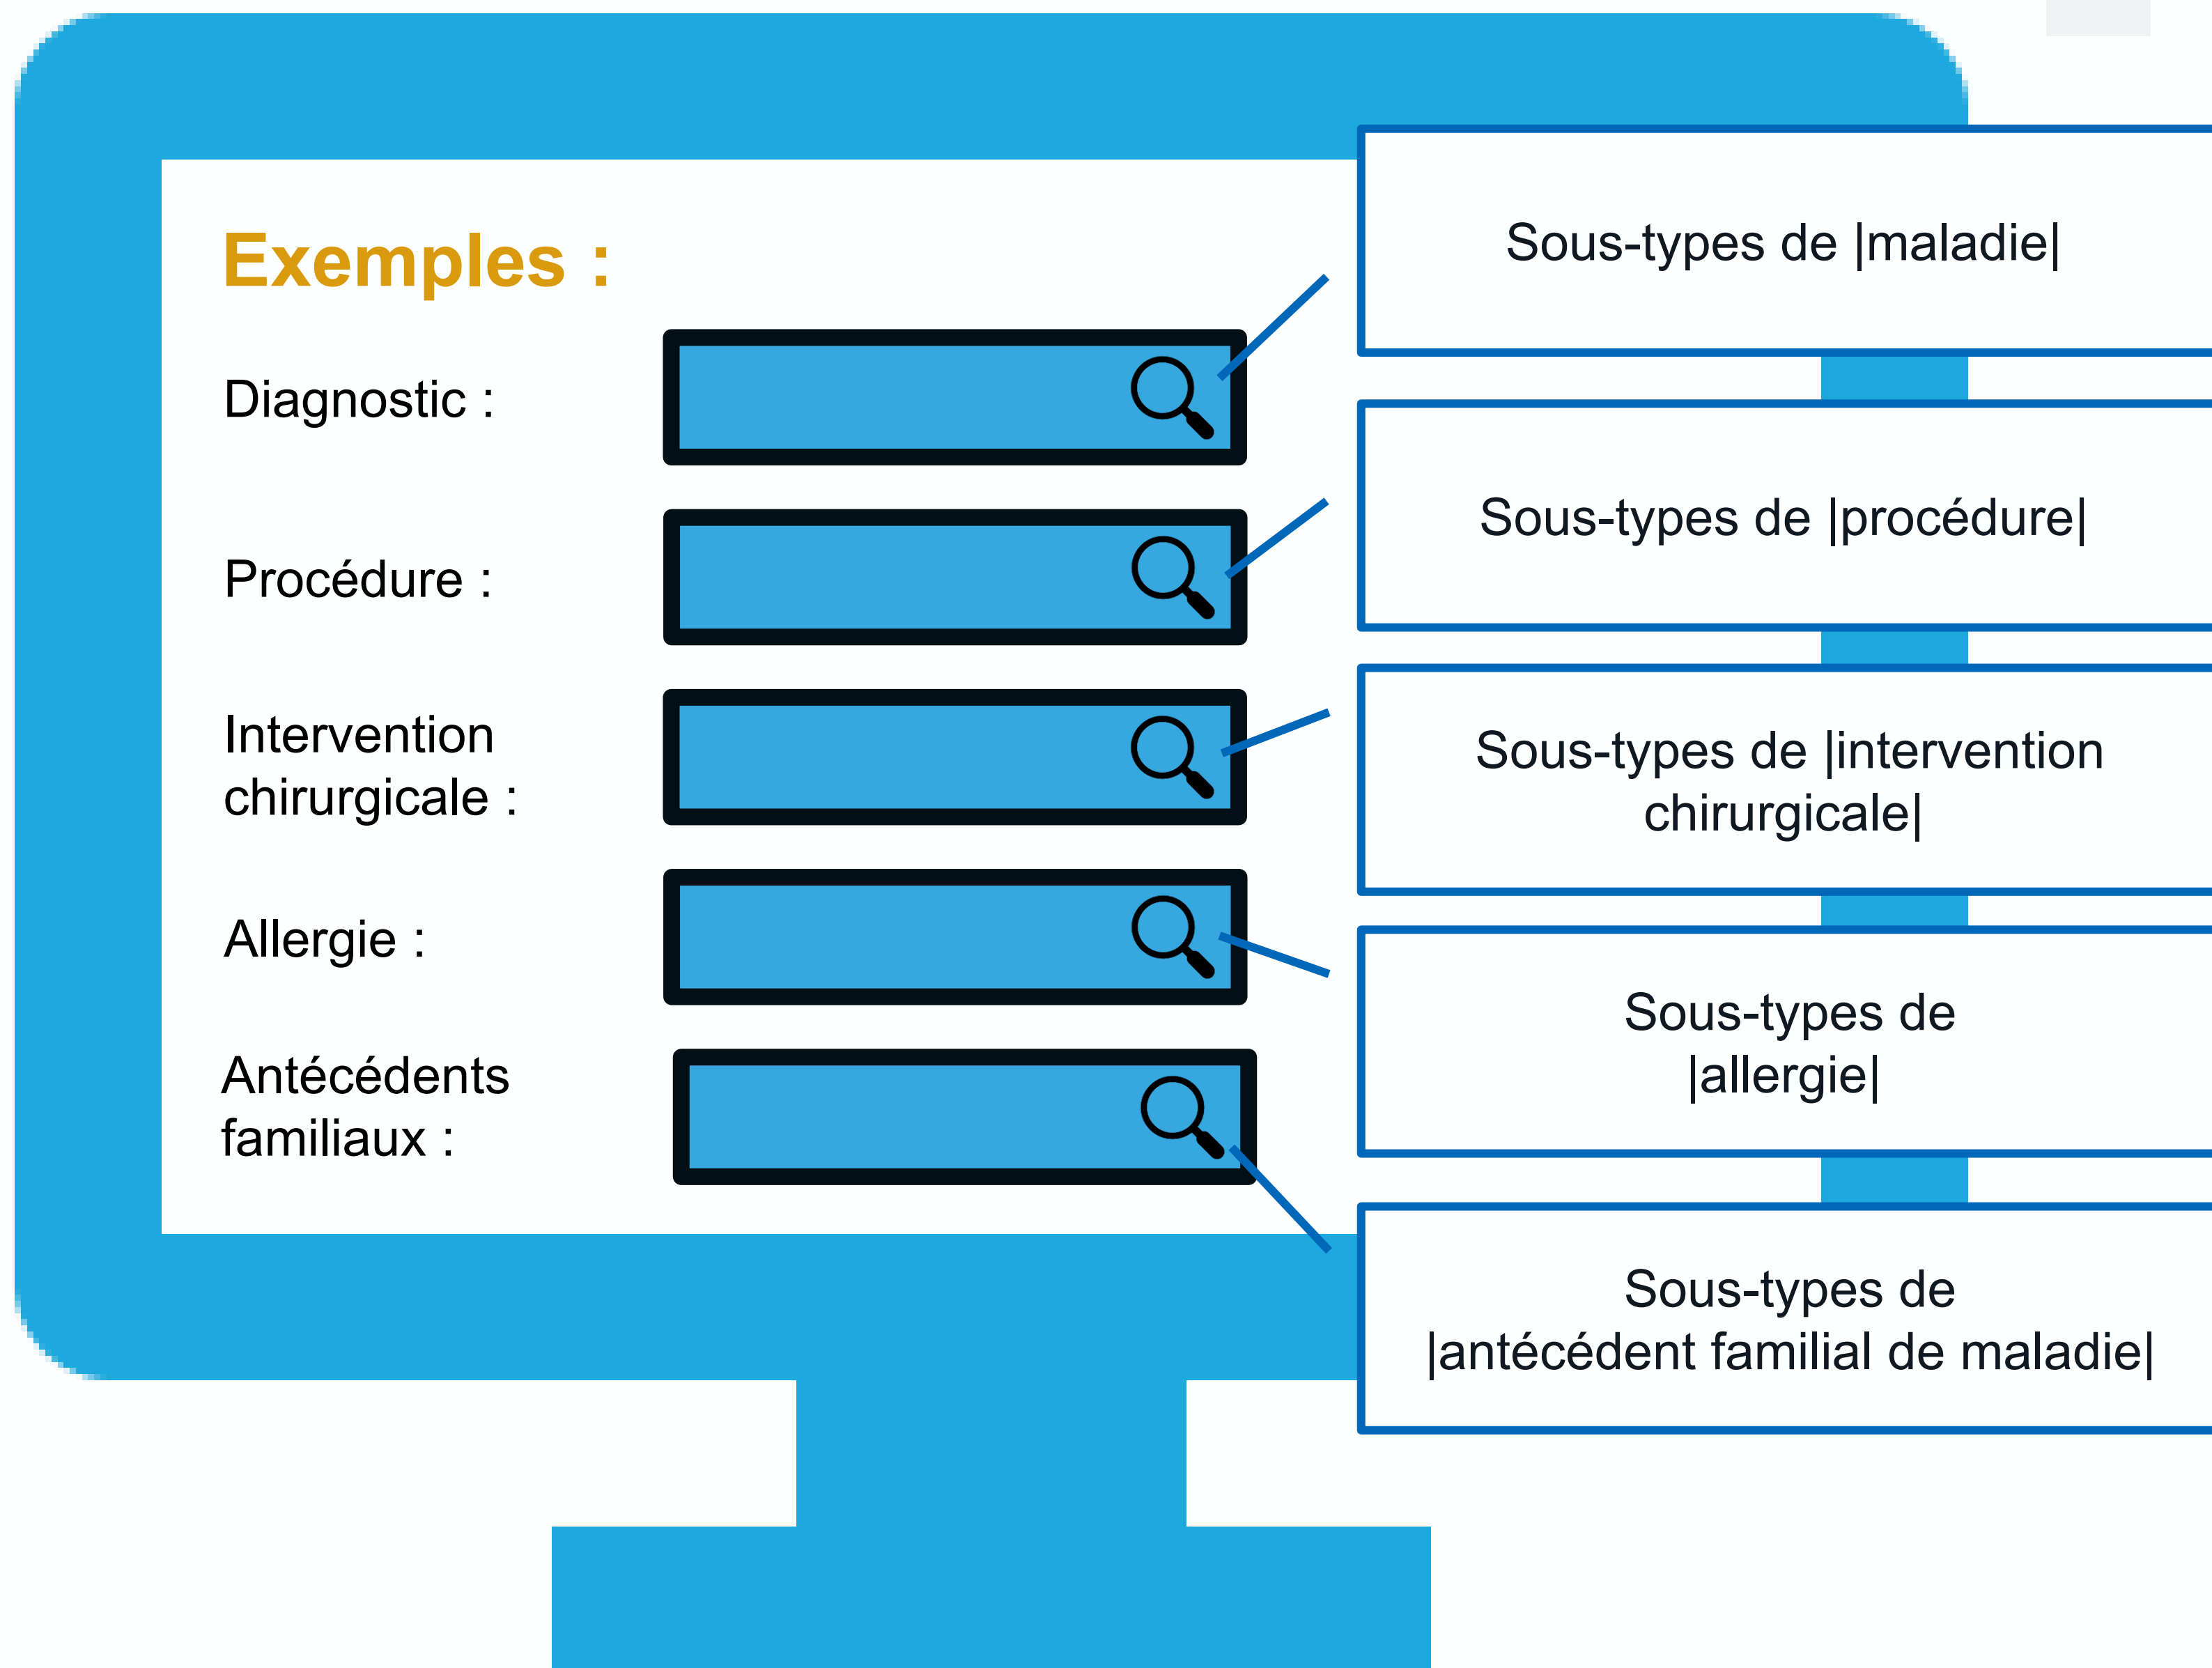 Exemples :
Diagnostic :
Sous-types de |maladie|
Procédure :
Sous-types de |procédure|
Intervention
chirurgicale :
Sous-types de |intervention
chirurgicale|
Allergie :
Sous-types de
|allergie|
Antécédents
familiaux :
Sous-types de
|antécédent familial de maladie|